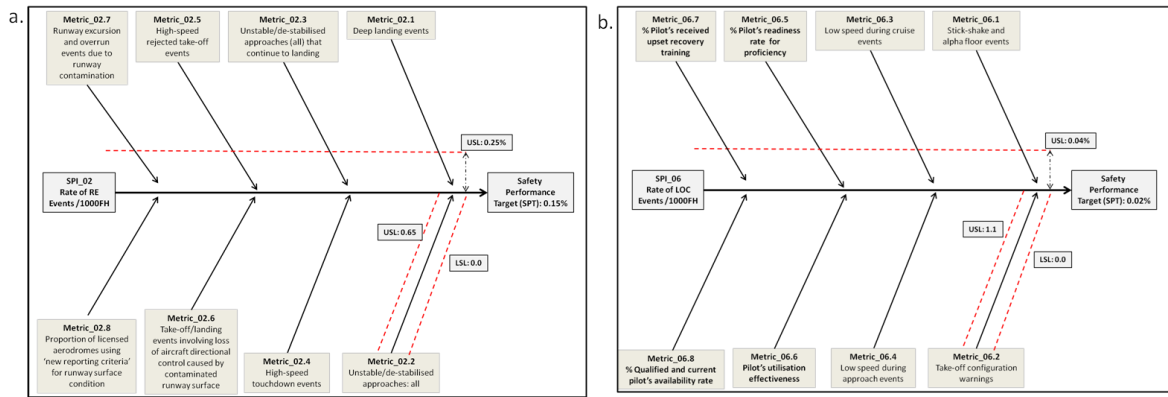 a.
Metric_02.7
Runway excursion
and overrun
events due to
runway
contamination
Metric_02.5
High-speed
rejected take-off
events
Metric_02.3
Unstable/de-stabilised
approaches (all) that
continue to landing
Metric_02.1
Deep landing events
USL: 0.25%
SPI_02
Rate of RE
Events /1000FH
Safety
Performance
Target (SPT): 0.15%
USL: 0.65
LSL: 0.0
Metric_02.8
Proportion of licensed
aerodromes using
‘new reporting criteria’
for runway surface
condition
Metric_02.6
Take-off/landing
events involving loss
of aircraft directional
control caused by
contaminated
runway surface
Metric_02.4
High-speed
touchdown events
Metric_02.2
Unstable/de-stabilised
approaches: all
b.
Metric_06.7
% Pilot’s received
upset recovery
training
Metric_06.5
% Pilot’s readiness
rate for
proficiency
Metric_06.3
Low speed during cruise
events
Metric_06.1
Stick-shake and
alpha floor events
USL: 0.04%
SPI_06
Rate of LOC
Events /1000FH
Safety
Performance
Target (SPT): 0.02%
USL: 1.1
LSL: 0.0
Metric_06.8
% Qualified and current
pilot’s availability rate
Metric_06.6
Pilot’s utilisation
effectiveness
Metric_06.4
Low speed during
approach events
Metric_06.2
Take-off configuration
warnings